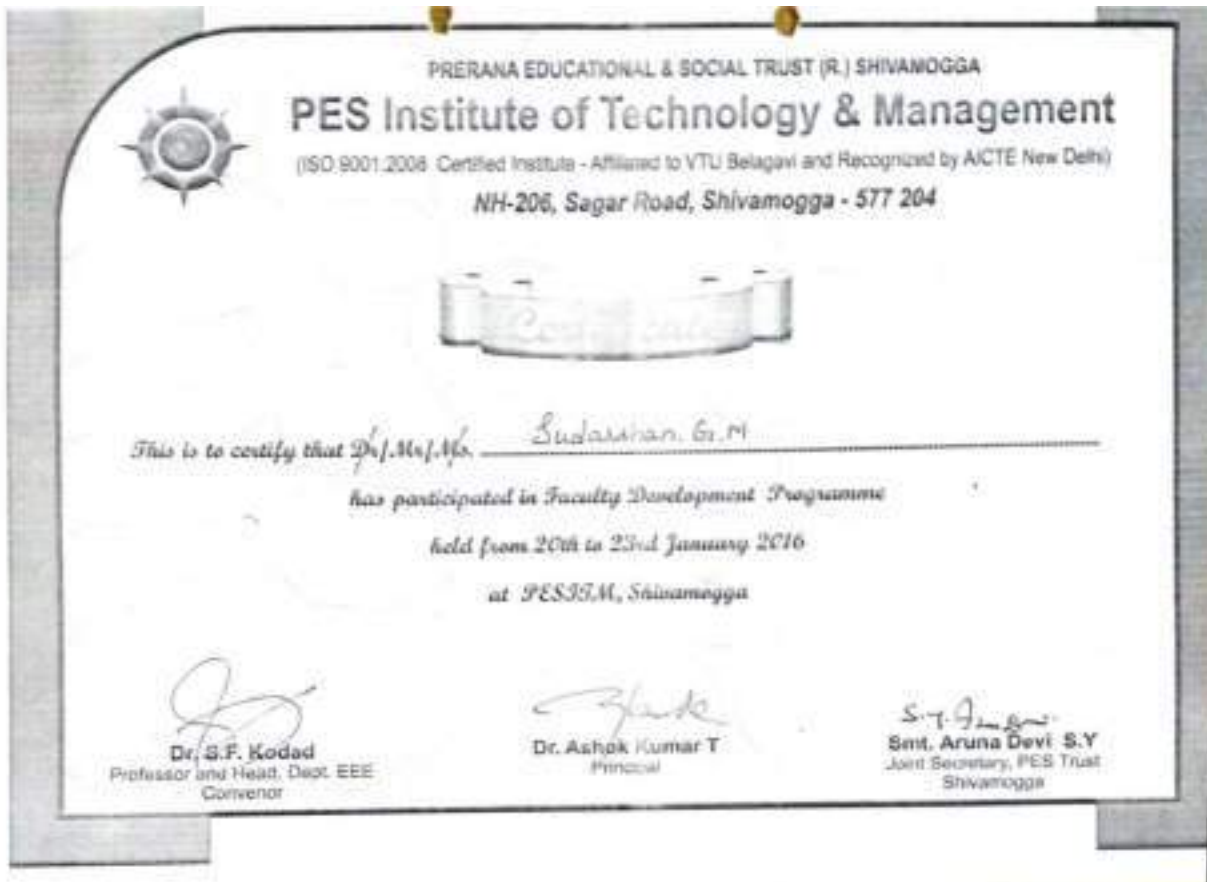 PRERANA EDUCATIONAL & SOCIAL TRUST (R.) SHIVAMOGGA
PES Institute of Technology & Management
(ISO 9001:2008 Certified Institute - Affiliated to VTU Belagavi and Recognized by AICTE New Delhi)
NH-206, Sagar Road, Shivamogga - 577 204
Certificate
This is to certify that Dr/.Mr/.Ms. Sudarshan. G.M
has participated in Faculty Development Programme
held from 20th to 23rd January 2016
at PESITM, Shivamogga
Dr. S.F. Kodad
Professor and Head, Dept. EEE
Convenor
Dr. Ashok Kumar T
Principal
Smt. Aruna Devi S.Y
Joint Secretary, PES Trust
Shivamogga